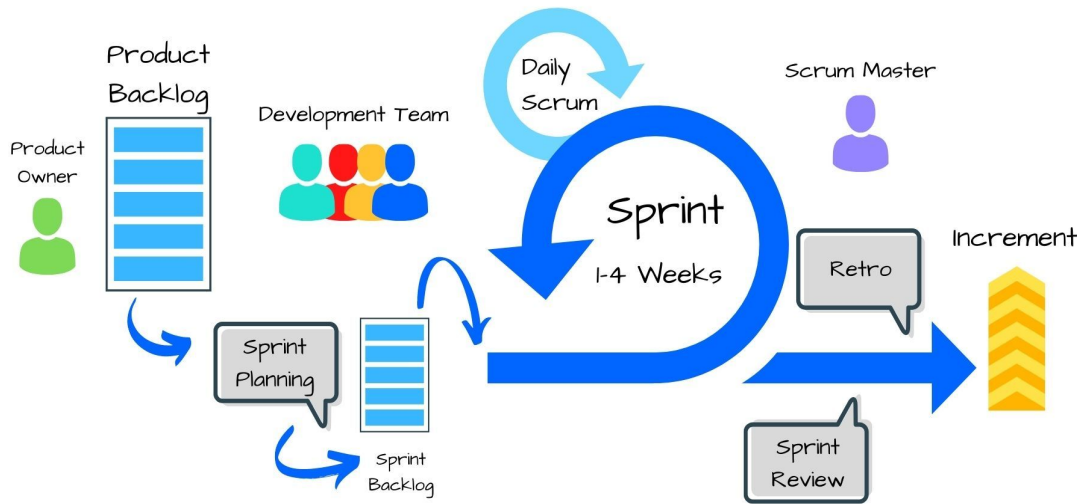 Product
Backlog
Product
Owner
Development Team
Daily
Scrum
Scrum Master
Sprint
1-4 Weeks
Retro
Increment
Sprint
Planning
Sprint
Backlog
Sprint
Review